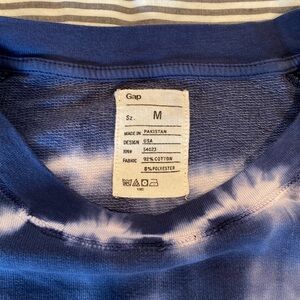 Gap
Sz. M
MADE IN PAKISTAN
DESIGN USA
RN# 54023
FABRIC 92% COTTON
8% POLYESTER